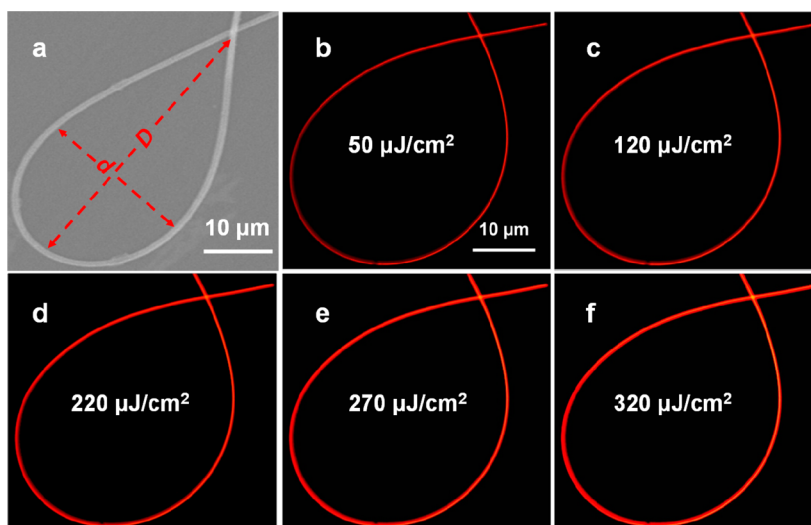 a
D
d
10 µm
b
50 µJ/cm²
10 µm
c
120 µJ/cm²
d
220 µJ/cm²
e
270 µJ/cm²
f
320 µJ/cm²